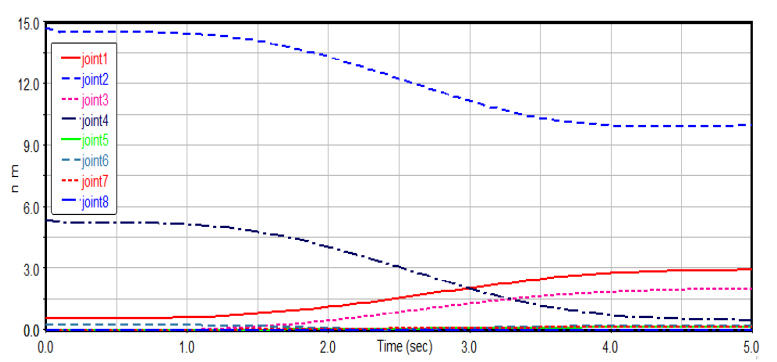 15.0
12.0
9.0
6.0
3.0
0.0
n m
joint1
joint2
joint3
joint4
joint5
joint6
joint7
joint8
0.0 1.0 2.0 3.0 4.0 5.0
Time (sec)